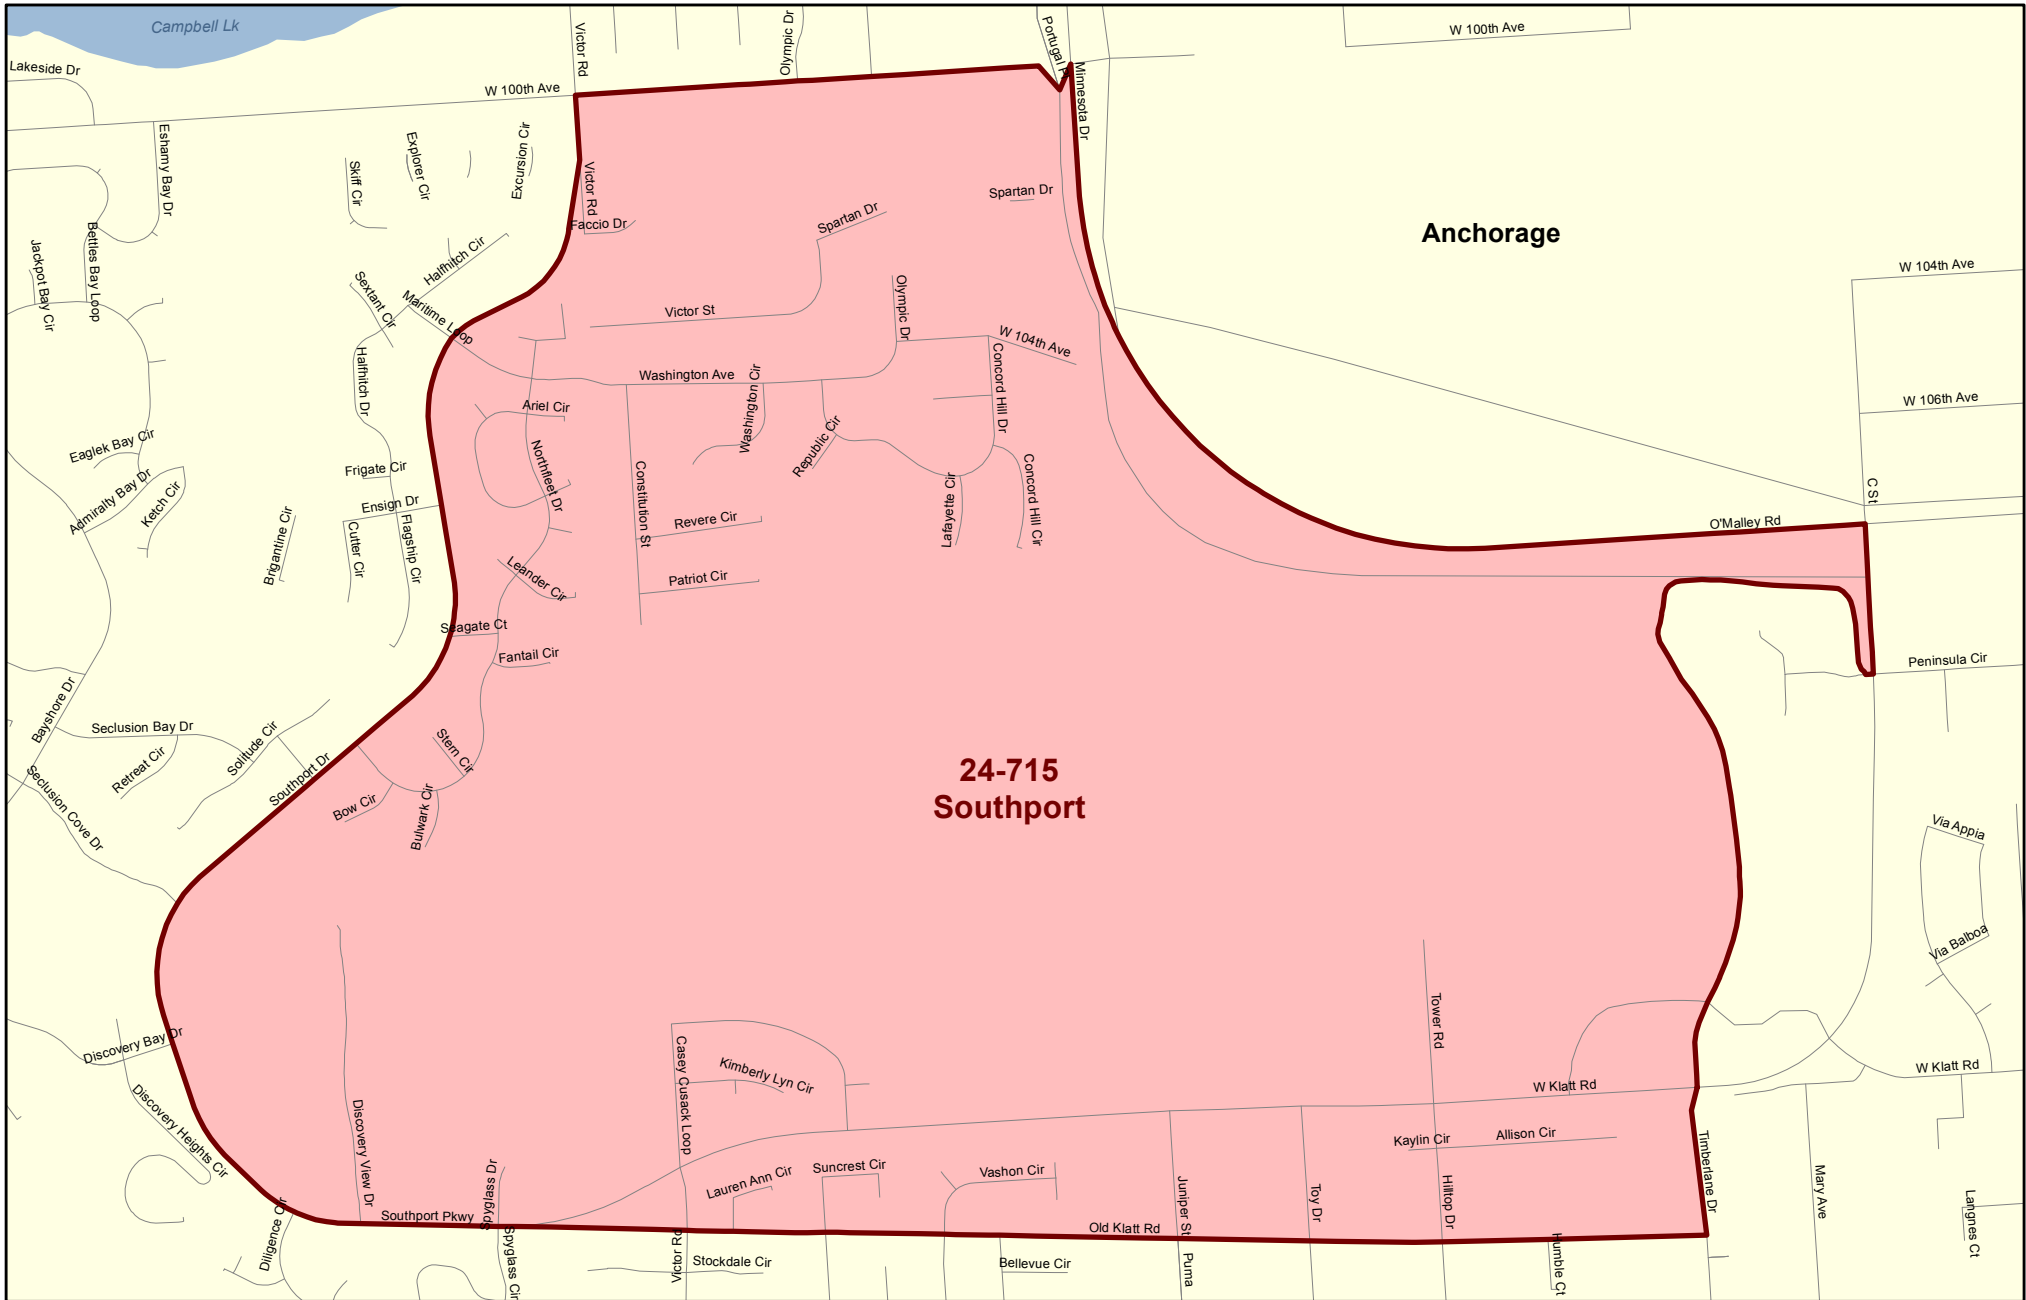 Campbell Lk
Lakeside Dr
W 100th Ave
Victor Rd
Olympic Dr
Minnesota Dr
W 100th Ave
Eshamy Bay Dr
Skiff Cir
Explorer Cir
Excursion Cir
Victor Rd
Faccio Dr
Spartan Dr
Spartan Dr
Anchorage
Jackpot Bay Cir
Bettles Bay Loop
Halfhitch Cir
Sextant Cir
Maritime Loop
Victor St
Olympic Dr
W 104th Ave
W 104th Ave
Halfhitch Dr
Washington Ave
Washington Cir
Concord Hill Dr
Ariel Cir
W 106th Ave
Eaglek Bay Cir
Admiralty Bay Dr
Ketch Cir
Frigate Cir
Ensign Dr
Northfleet Dr
Constitution St
Republic Cir
Lafayette Cir
Concord Hill Cir
C St
O'Malley Rd
Brigantine Cir
Cutter Cir
Flagship Cir
Revere Cir
Leander Cir
Patriot Cir
Seagate Ct
Fantail Cir
Peninsula Cir
Bayshore Dr
Seclusion Bay Dr
Retreat Cir
Solitude Cir
Southport Dr
Stern Cir
Seclusion Cove Dr
Bow Cir
Bulwark Cir
24-715
Southport
Via Appia
Via Balboa
Discovery Bay Dr
Discovery Heights Cir
Discovery View Dr
Casey Cusack Loop
Kimberly Lyn Cir
Tower Rd
W Klatt Rd
W Klatt Rd
Kaylin Cir
Allison Cir
Timberlane Dr
Mary Ave
Langnes Ct
Lauren Ann Cir
Suncrest Cir
Vashon Cir
Juniper St
Toy Dr
Hilltop Dr
Diligence Cir
Southport Pkwy
Spyglass Dr
Spyglass Cir
Victor Rd
Stockdale Cir
Old Klatt Rd
Bellevue Cir
Puma
Humble Ct